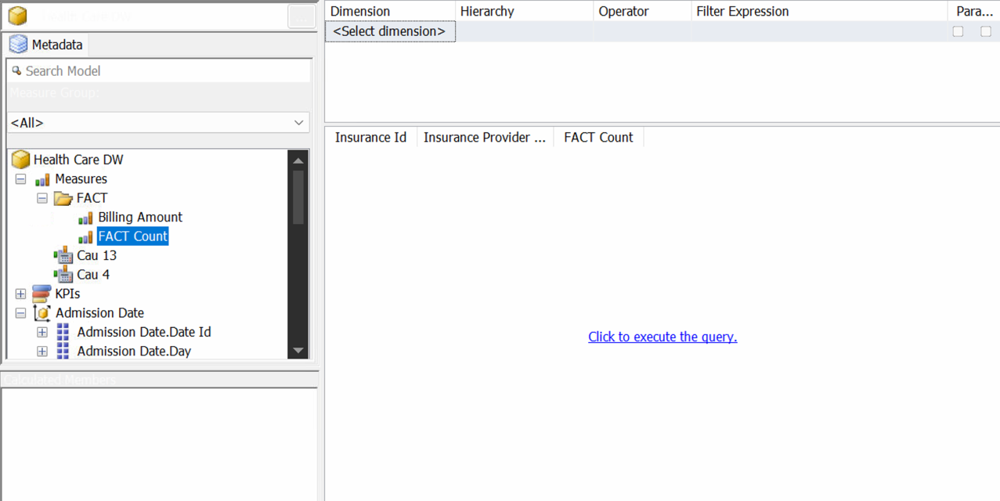 Health Care DW
...
Metadata
Search Model
Measure Group:
<All>
Health Care DW
Measures
FACT
Billing Amount
FACT Count
Cau 13
Cau 4
KPIs
Admission Date
Admission Date.Date Id
Admission Date.Day
Calculated Members
Dimension Hierarchy Operator Filter Expression Para...
<Select dimension>
Insurance Id Insurance Provider ... FACT Count
Click to execute the query.